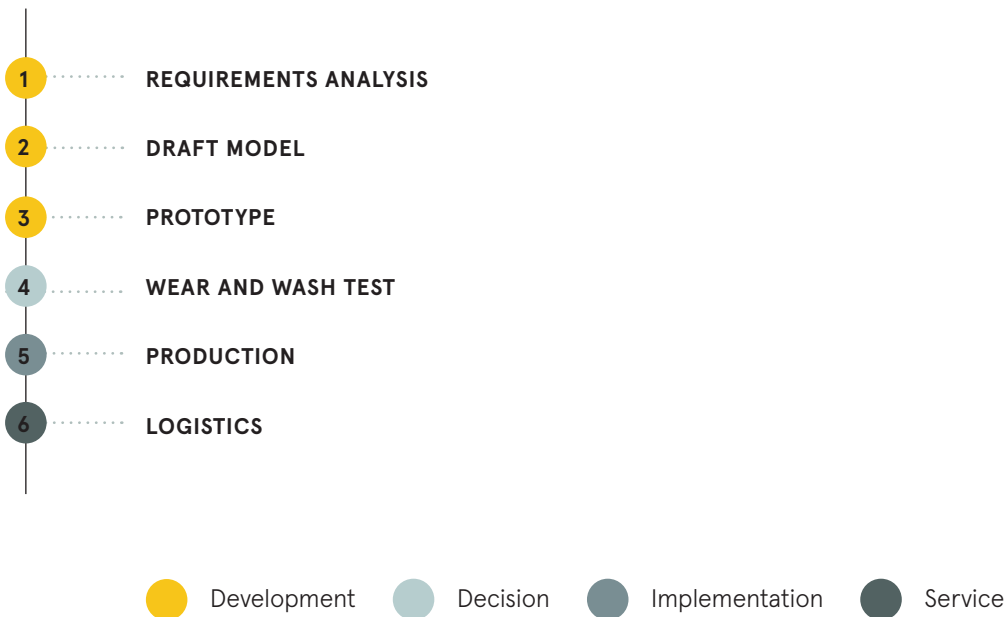 1 REQUIREMENTS ANALYSIS
2 DRAFT MODEL
3 PROTOTYPE
4 WEAR AND WASH TEST
5 PRODUCTION
6 LOGISTICS
Development Decision Implementation Service